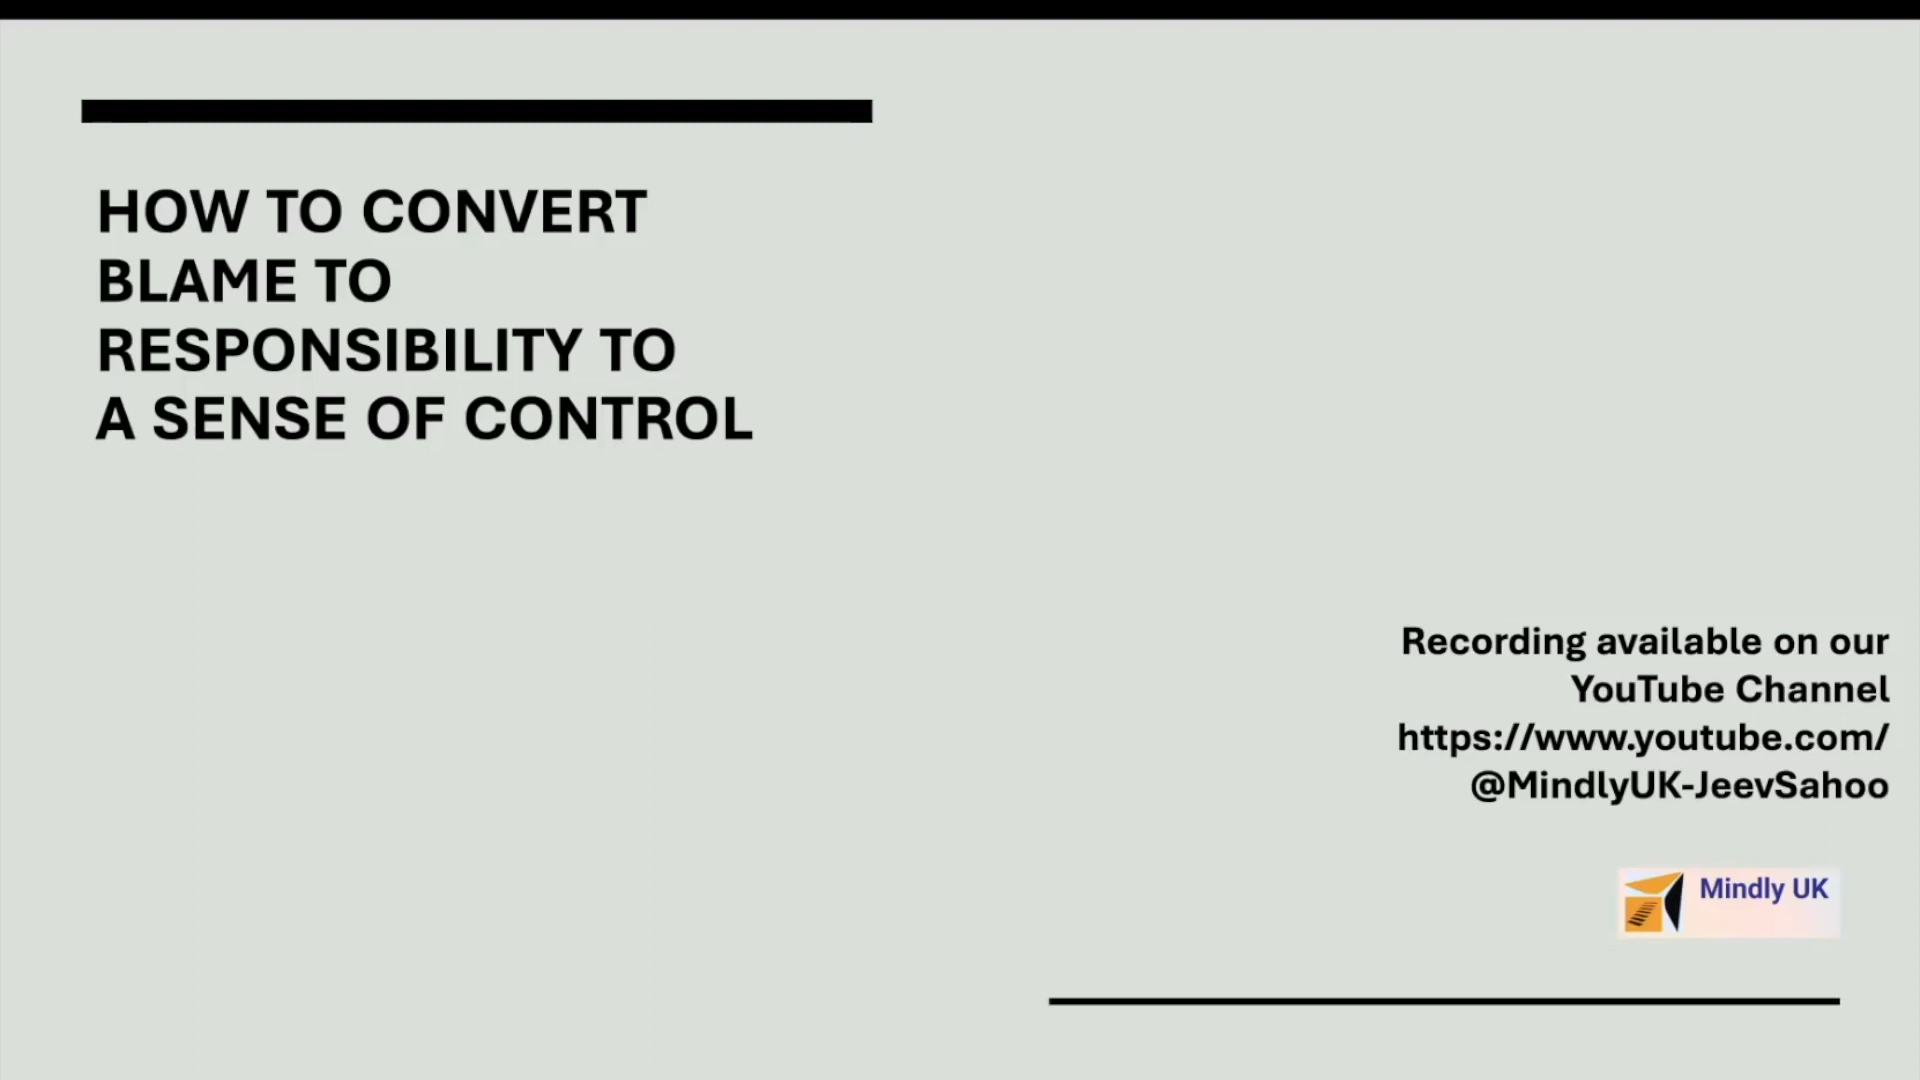 HOW TO CONVERT
BLAME TO
RESPONSIBILITY TO
A SENSE OF CONTROL
Recording available on our
YouTube Channel
https://www.youtube.com/
@MindlyUK-JeevSahoo
Mindly UK